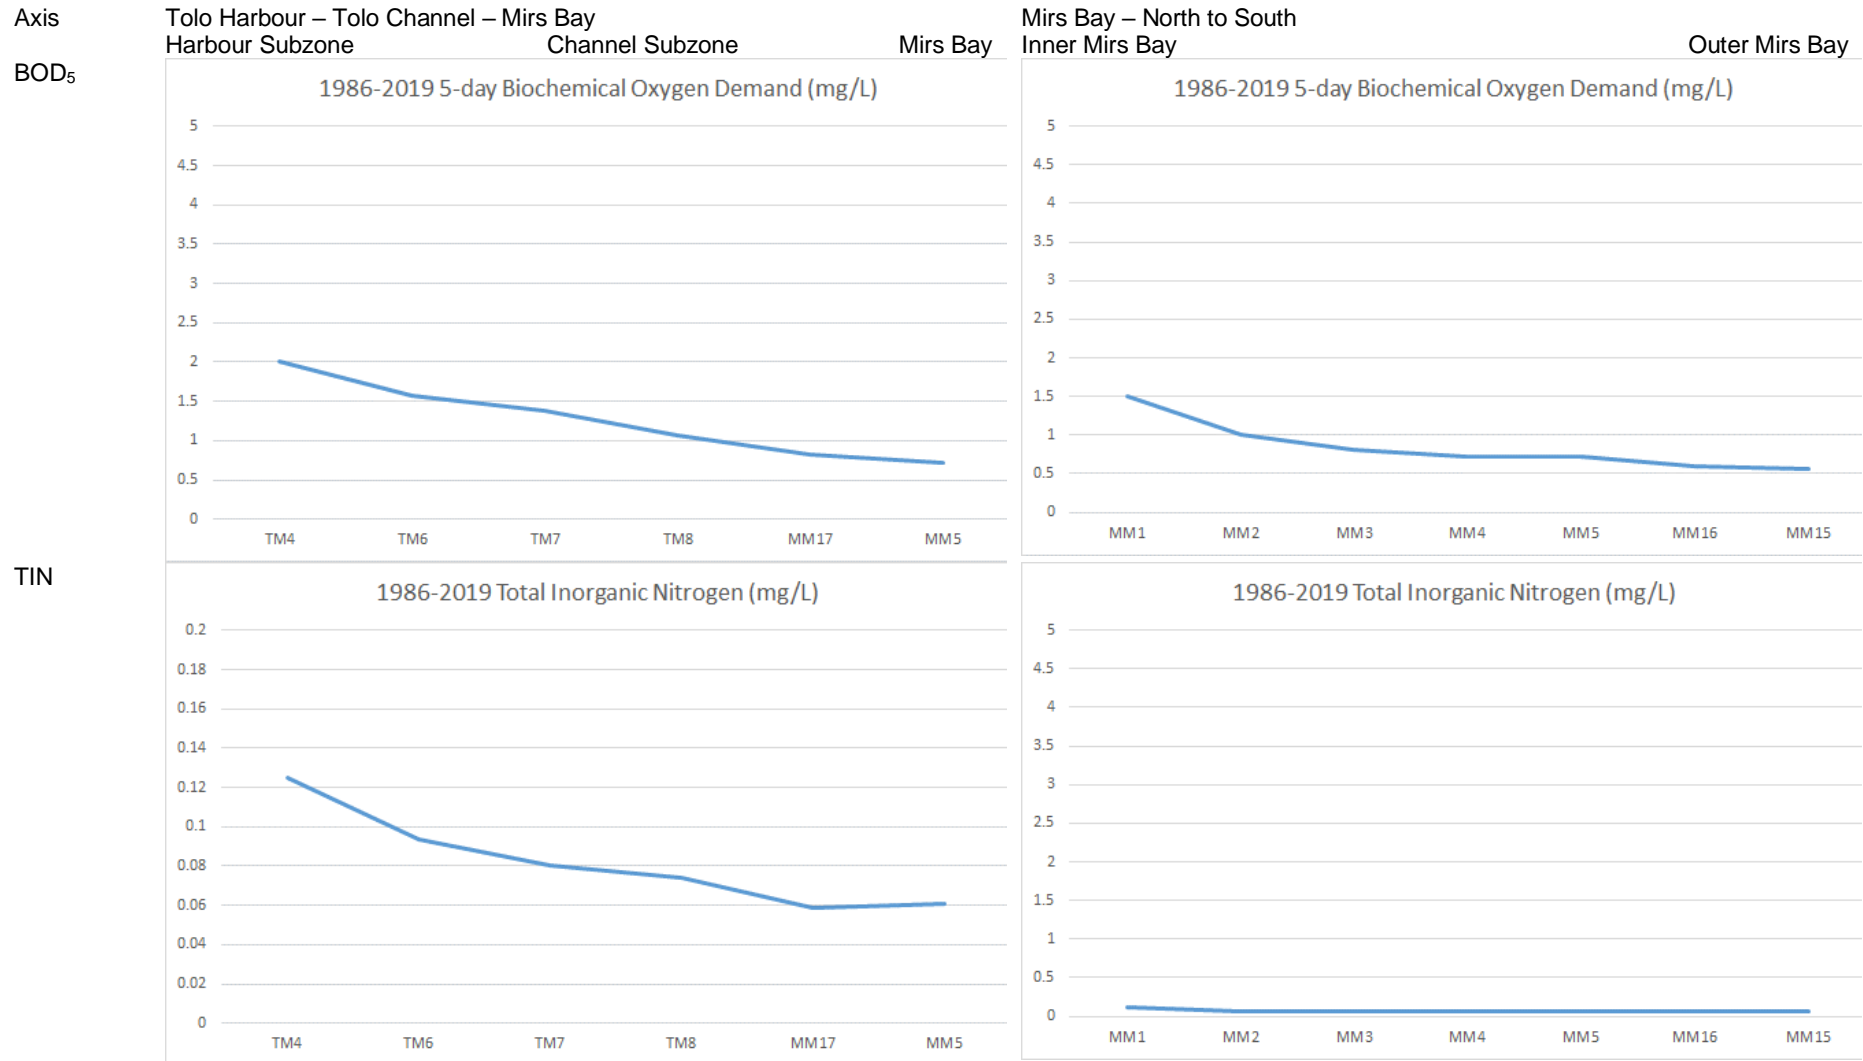 Axis
Tolo Harbour – Tolo Channel – Mirs Bay
Mirs Bay – North to South
Harbour Subzone Channel Subzone Mirs Bay
Inner Mirs Bay Outer Mirs Bay
BOD₅
1986-2019 5-day Biochemical Oxygen Demand (mg/L)
5
4.5
4
3.5
3
2.5
2
1.5
1
0.5
0
TM4 TM6 TM7 TM8 MM17 MM5
1986-2019 5-day Biochemical Oxygen Demand (mg/L)
5
4.5
4
3.5
3
2.5
2
1.5
1
0.5
0
MM1 MM2 MM3 MM4 MM5 MM16 MM15
TIN
1986-2019 Total Inorganic Nitrogen (mg/L)
0.2
0.18
0.16
0.14
0.12
0.1
0.08
0.06
0.04
0.02
0
TM4 TM6 TM7 TM8 MM17 MM5
1986-2019 Total Inorganic Nitrogen (mg/L)
5
4.5
4
3.5
3
2.5
2
1.5
1
0.5
0
MM1 MM2 MM3 MM4 MM5 MM16 MM15